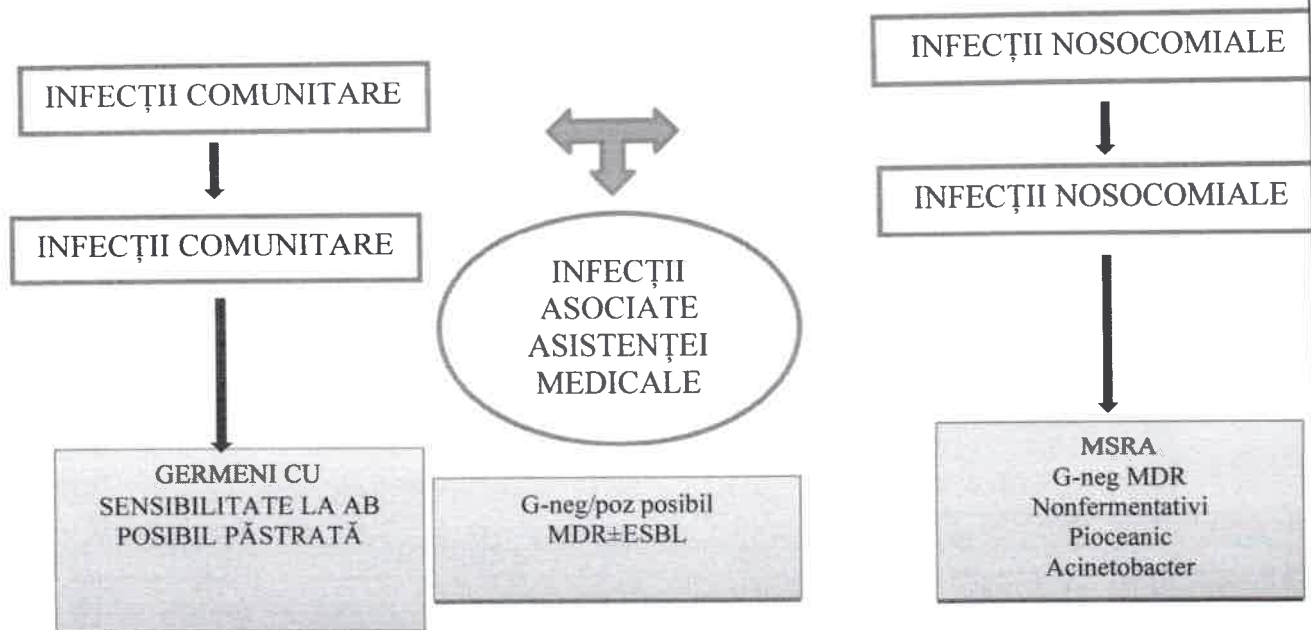 INFECȚII COMUNITARE
INFECȚII COMUNITARE
GERMENI CU
SENSIBILITATE LA AB
POSIBIL PĂSTRATĂ
INFECȚII
ASOCIATE
ASISTENȚEI
MEDICALE
G-neg/poz posibil
MDR±ESBL
INFECȚII NOSOCOMIALE
INFECȚII NOSOCOMIALE
MSRA
G-neg MDR
Nonfermentativi
Pioceanic
Acinetobacter